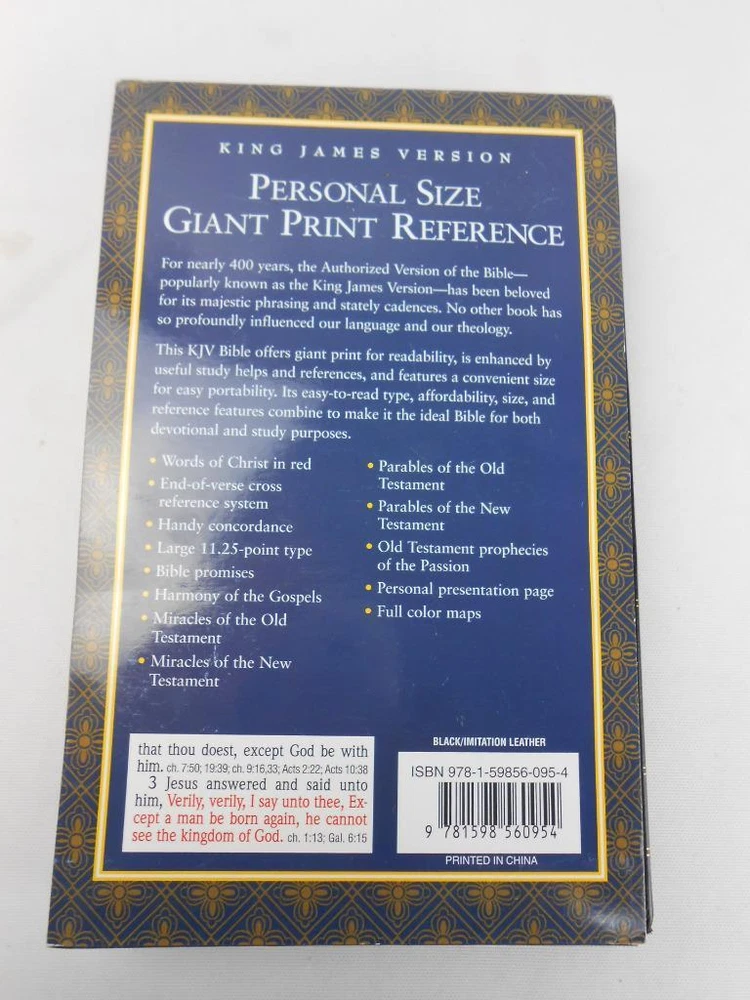 KING JAMES VERSION
PERSONAL SIZE
GIANT PRINT REFERENCE
For nearly 400 years, the Authorized Version of the Bible—
popularly known as the King James Version—has been beloved
for its majestic phrasing and stately cadences. No other book has
so profoundly influenced our language and our theology.
This KJV Bible offers giant print for readability, is enhanced by
useful study helps and references, and features a convenient size
for easy portability. Its easy-to-read type, affordability, size, and
reference features combine to make it the ideal Bible for both
devotional and study purposes.
• Words of Christ in red
• End-of-verse cross
reference system
• Handy concordance
• Large 11.25-point type
• Bible promises
• Harmony of the Gospels
• Miracles of the Old
Testament
• Miracles of the New
Testament
• Parables of the Old
Testament
• Parables of the New
Testament
• Old Testament prophecies
of the Passion
• Personal presentation page
• Full color maps
that thou doest, except God be with
him. ch. 7:50; 19:39; ch. 9:16,33; Acts 2:22; Acts 10:38
3 Jesus answered and said unto
him, Verily, verily, I say unto thee, Ex-
cept a man be born again, he cannot
see the kingdom of God. ch. 1:13; Gal. 6:15
BLACK/IMITATION LEATHER
ISBN 978-1-59856-095-4
9 781598 560954
PRINTED IN CHINA